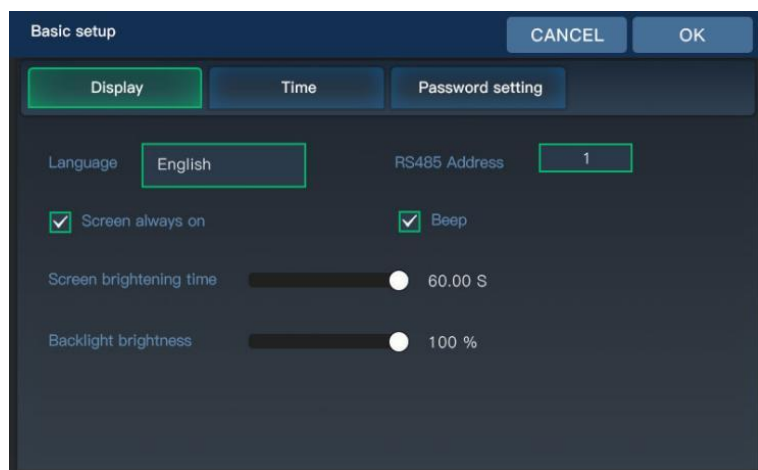 Basic setup CANCEL OK
Display Time Password setting
Language English RS485 Address 1
Screen always on Beep
Screen brightening time 60.00 S
Backlight brightness 100 %